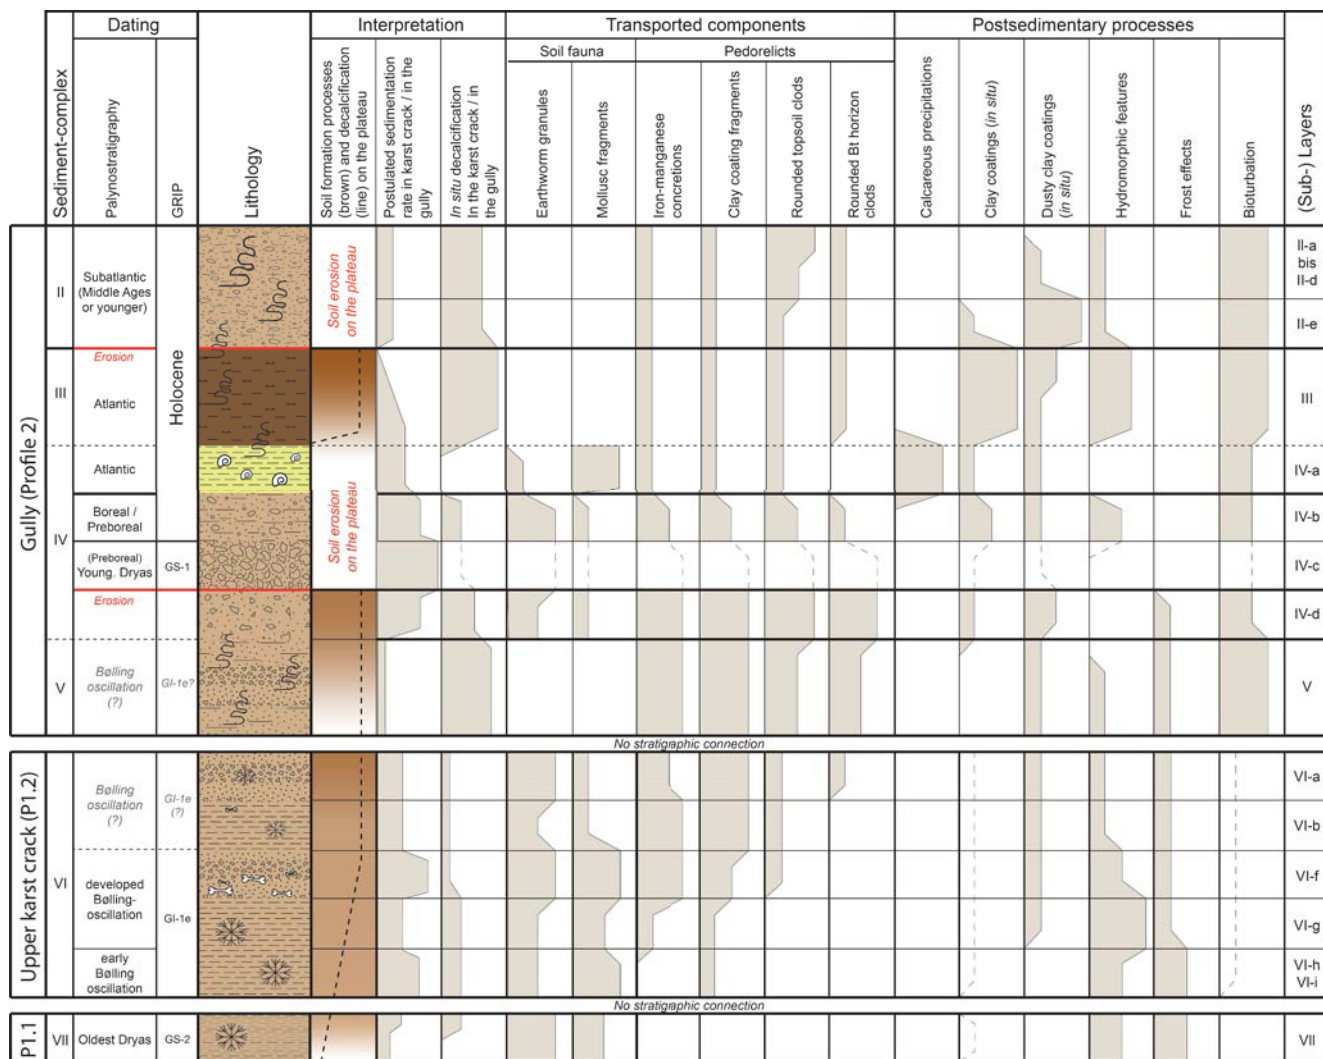 Dating
Interpretation
Transported components
Postsedimentary processes
Soil fauna
Pedorelicts
Sediment-complex
Palynostratigraphy
GRIP
Lithology
Soil formation processes
(brown) and decalcification
(line) on the plateau
Postulated sedimentation
rate in karst crack / in the
gully
In situ decalcification
In the karst crack / in
the gully
Earthworm granules
Mollusc fragments
Iron-manganese
concretions
Clay coating fragments
Rounded topsoil clods
Rounded Bt horizon
clods
Calcareous precipitations
Clay coatings (in situ)
Dusty clay coatings
(in situ)
Hydromorphic features
Frost effects
Bioturbation
(Sub-) Layers
Gully (Profile 2)
II
Subatlantic
(Middle Ages
or younger)
Holocene
Soil erosion
on the plateau
II-a
bis
II-d
II-e
Erosion
III
Atlantic
III
Atlantic
IV-a
IV
Boreal /
Preboreal
Soil erosion
on the plateau
IV-b
(Preboreal)
Young. Dryas
GS-1
IV-c
Erosion
IV-d
V
Bølling
oscillation
(?)
GI-1e?
V
No stratigraphic connection
Upper karst crack (P1.2)
VI
Bølling
oscillation
(?)
GI-1e
(?)
VI-a
VI-b
developed
Bølling-
oscillation
GI-1e
VI-f
VI-g
early
Bølling
oscillation
VI-h
VI-i
No stratigraphic connection
P1.1
VII
Oldest Dryas
GS-2
VII